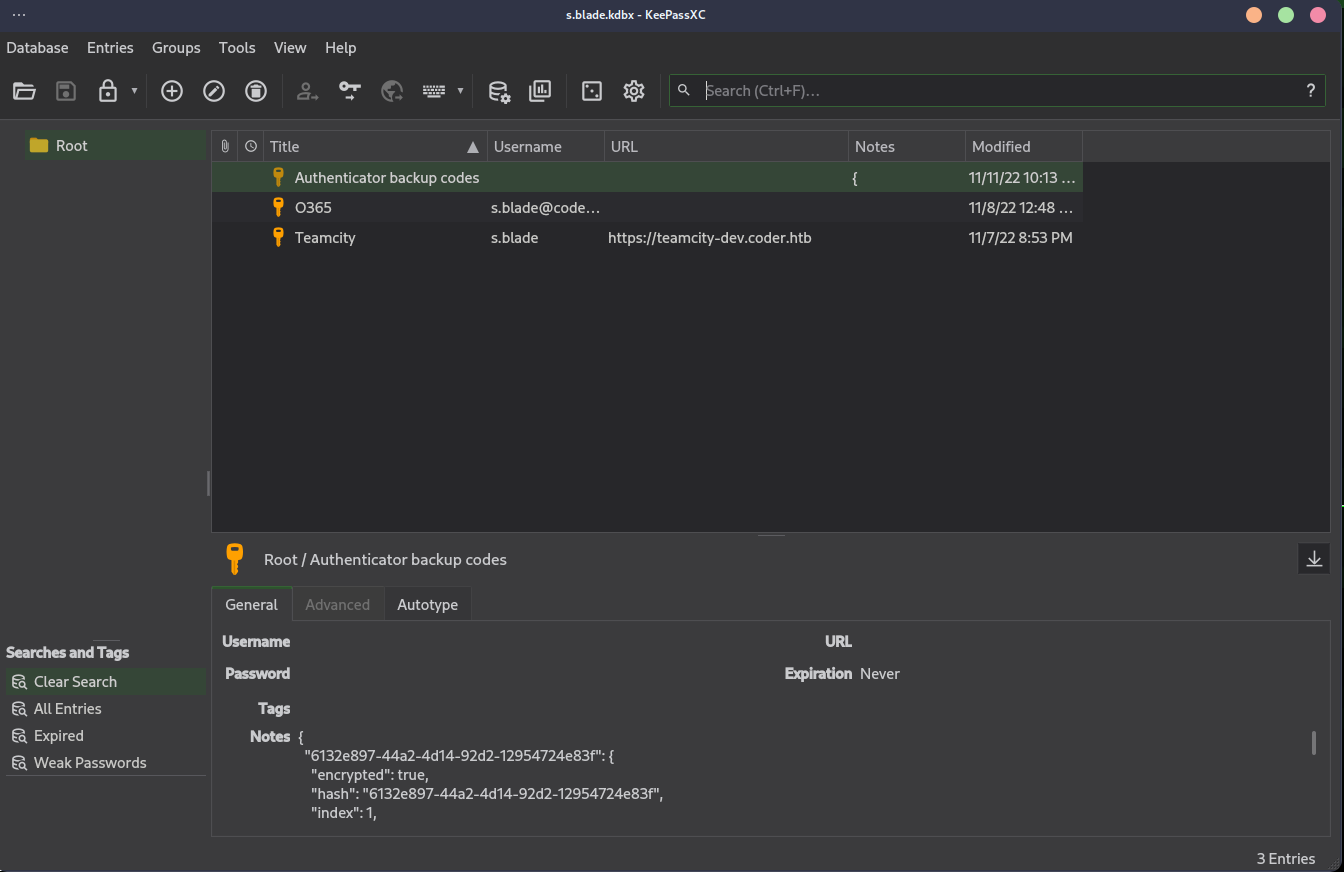 s.blade.kdbx - KeePassXC
Database Entries Groups Tools View Help
Search (Ctrl+F)... ?
Root
Title Username URL Notes Modified
Authenticator backup codes { 11/11/22 10:13 ...
O365 s.blade@code... 11/8/22 12:48 ...
Teamcity s.blade https://teamcity-dev.coder.htb 11/7/22 8:53 PM
Root / Authenticator backup codes
General Advanced Autotype
Username URL
Password Expiration Never
Tags
Notes {
"6132e897-44a2-4d14-92d2-12954724e83f": {
"encrypted": true,
"hash": "6132e897-44a2-4d14-92d2-12954724e83f",
"index": 1,
Searches and Tags
Clear Search
All Entries
Expired
Weak Passwords
3 Entries